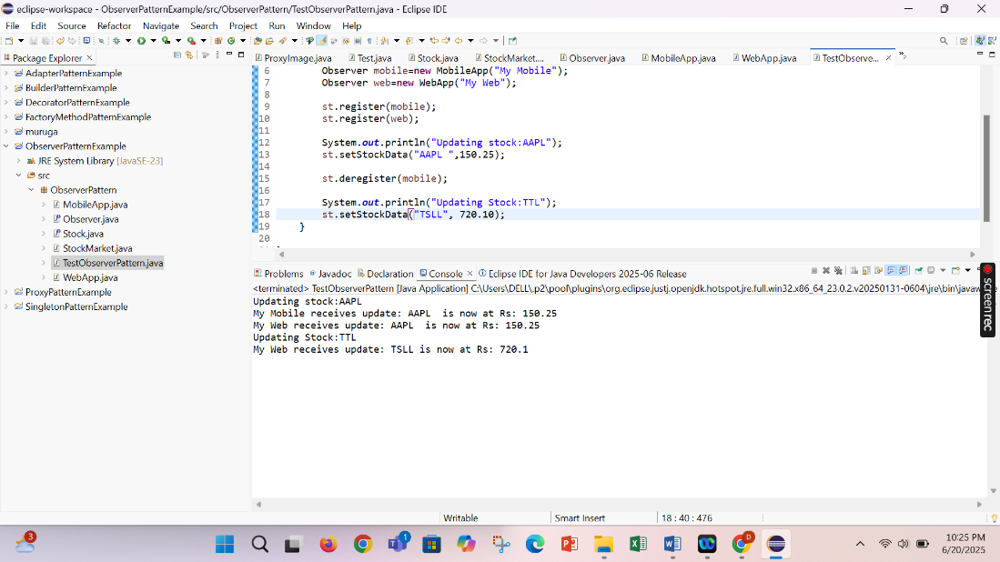 eclipse-workspace - ObserverPatternExample/src/ObserverPattern/TestObserverPattern.java - Eclipse IDE
File Edit Source Refactor Navigate Search Project Run Window Help
Package Explorer
AdapterPatternExample
BuilderPatternExample
DecoratorPatternExample
FactoryMethodPatternExample
muruga
ObserverPatternExample
JRE System Library [JavaSE-23]
src
ObserverPattern
MobileApp.java
Observer.java
Stock.java
StockMarket.java
TestObserverPattern.java
WebApp.java
ProxyPatternExample
SingletonPatternExample
ProxyImage.java Test.java Stock.java StockMarket.... Observer.java MobileApp.java WebApp.java TestObserve...
6 Observer mobile=new MobileApp("My Mobile");
7 Observer web=new WebApp("My Web");
8
9 st.register(mobile);
10 st.register(web);
11
12 System.out.println("Updating stock:AAPL");
13 st.setStockData("AAPL ",150.25);
14
15 st.deregister(mobile);
16
17 System.out.println("Updating Stock:TTL");
18 st.setStockData("TSLL", 720.10);
19 }
20
Problems Javadoc Declaration Console Eclipse IDE for Java Developers 2025-06 Release
<terminated> TestObserverPattern [Java Application] C:\Users\DELL\.p2\pool\plugins\org.eclipse.justj.openjdk.hotspot.jre.full.win32.x86_64_23.0.2.v20250131-0604\jre\bin\javaw
Updating stock:AAPL
My Mobile receives update: AAPL  is now at Rs: 150.25
My Web receives update: AAPL  is now at Rs: 150.25
Updating Stock:TTL
My Web receives update: TSLL is now at Rs: 720.1
screen rec
Writable Smart Insert 18 : 40 : 476
3
1
D
10:25 PM
6/20/2025